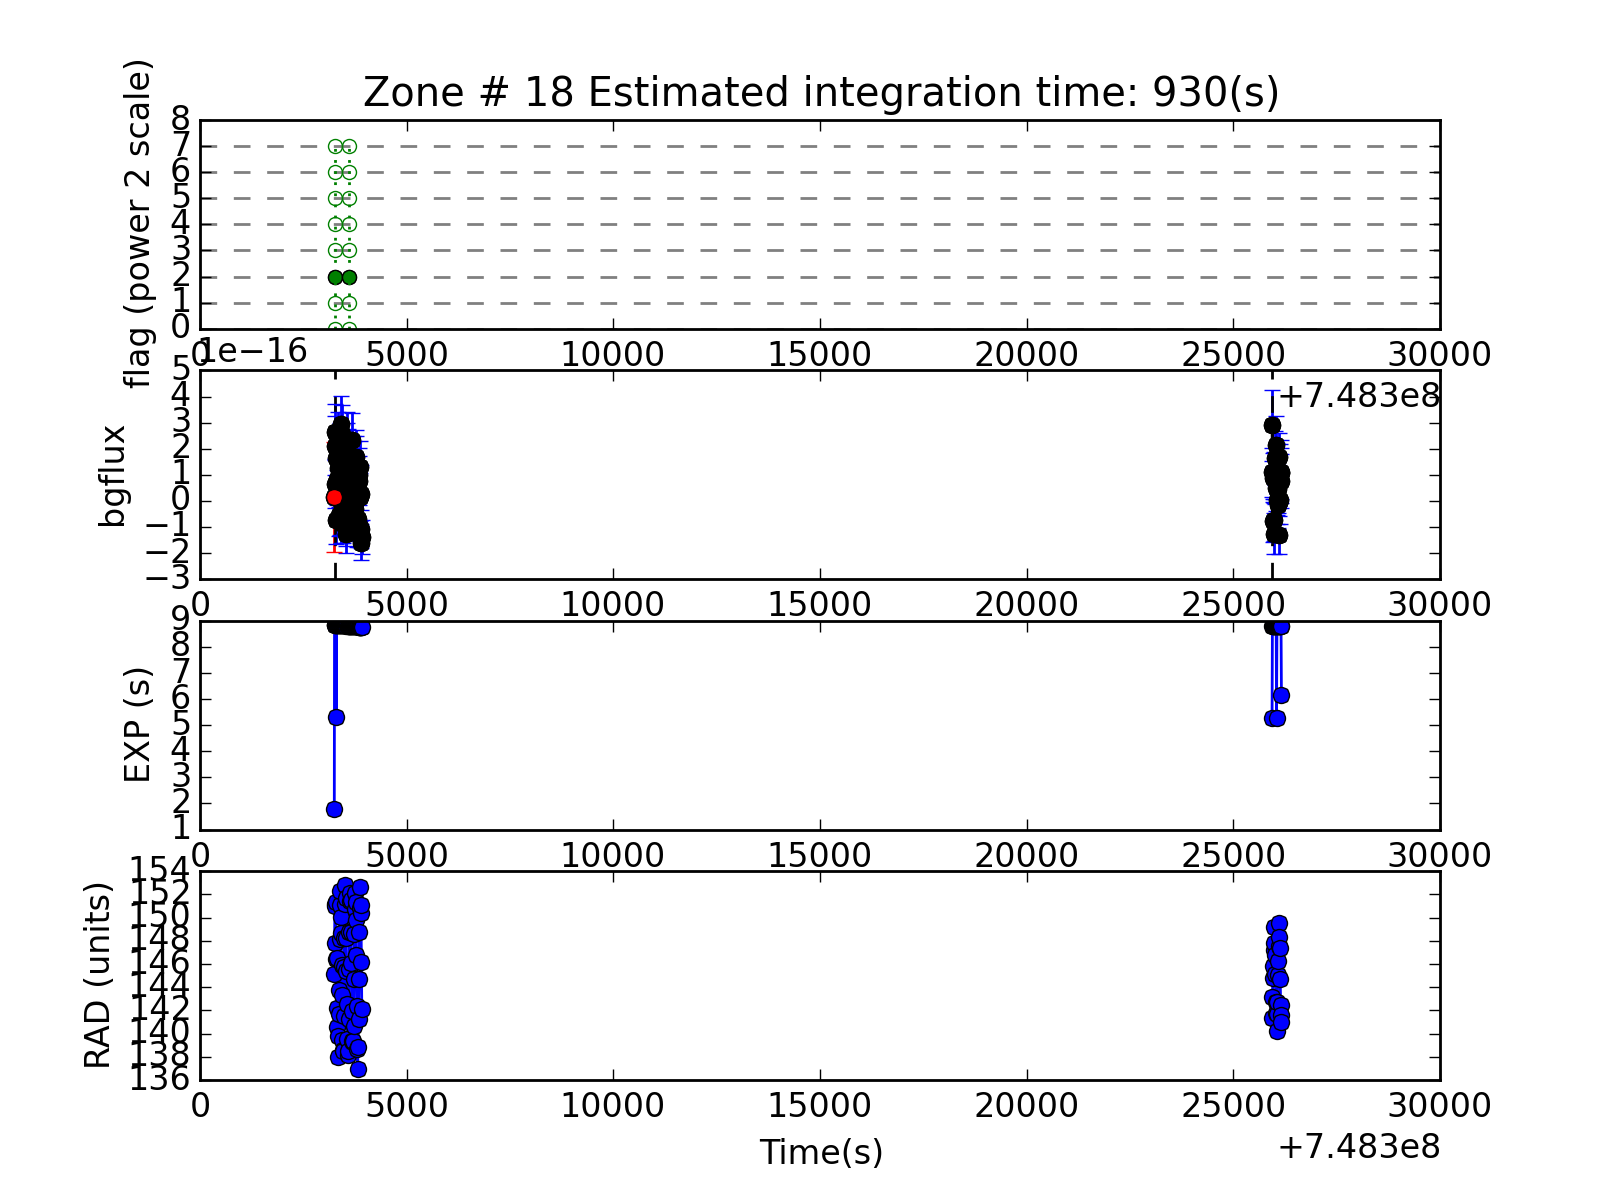 Zone # 18 Estimated integration time: 930(s)
flag (power 2 scale)
8
7
6
5
4
3
2
1
0
0 5000 10000 15000 20000 25000 30000
1e−16
+7.483e8
bgflux
5
4
3
2
1
0
−1
−2
−3
0 5000 10000 15000 20000 25000 30000
EXP (s)
9
8
7
6
5
4
3
2
1
0 5000 10000 15000 20000 25000 30000
RAD (units)
154
152
150
148
146
144
142
140
138
136
0 5000 10000 15000 20000 25000 30000
Time(s)
+7.483e8